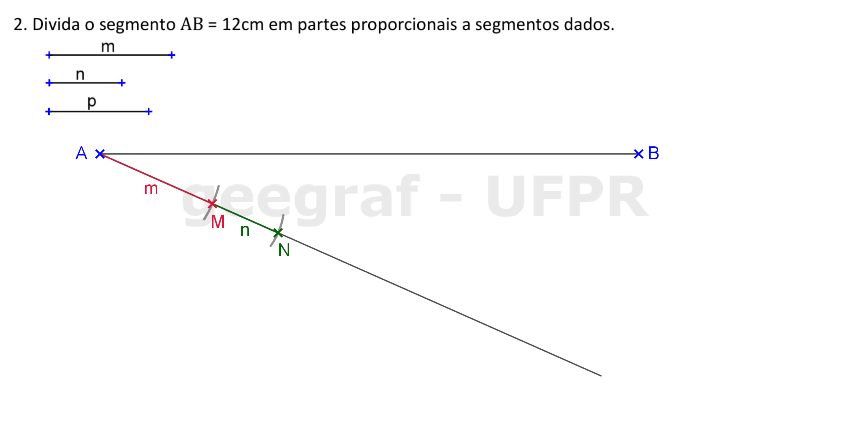 2. Divida o segmento AB = 12cm em partes proporcionais a segmentos dados.
m
n
p
A B
geegraf - UFPR
m
M
n
N